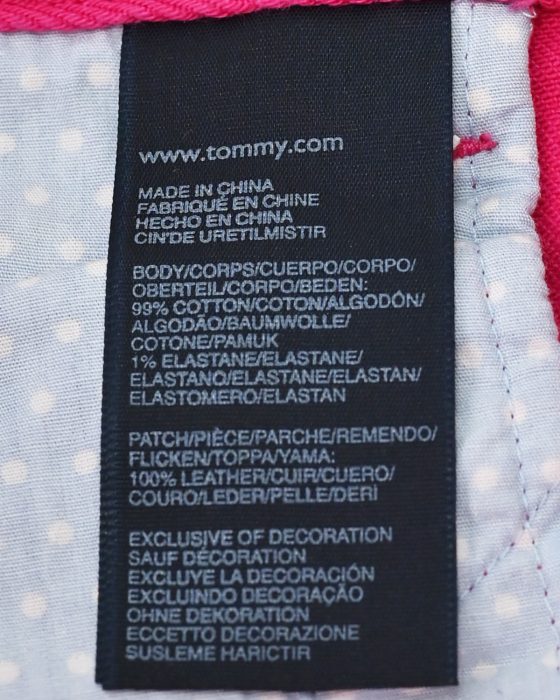 www.tommy.com
MADE IN CHINA
FABRIQUÉ EN CHINE
HECHO EN CHINA
CIN'DE URETILMISTIR
BODY/CORPS/CUERPO/CORPO/
OBERTEIL/CORPO/BEDEN:
99% COTTON/COTON/ALGODÓN/
ALGODÃO/BAUMWOLLE/
COTONE/PAMUK
1% ELASTANE/ELASTANE/
ELASTANO/ELASTANE/ELASTAN/
ELASTOMERO/ELASTAN
PATCH/PIÈCE/PARCHE/REMENDO/
FLICKEN/TOPPA/YAMA:
100% LEATHER/CUIR/CUERO/
COURO/LEDER/PELLE/DERİ
EXCLUSIVE OF DECORATION
SAUF DÉCORATION
EXCLUYE LA DECORACIÓN
EXCLUINDO DECORAÇÃO
OHNE DEKORATION
ECCETTO DECORAZIONE
SUSLEME HARICTIR